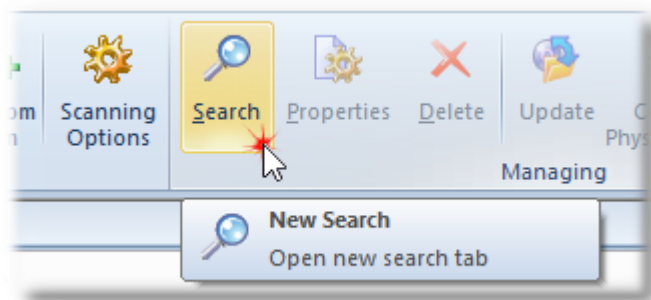 Scanning
Options
Search
Properties
Delete
Update
Managing
New Search
Open new search tab